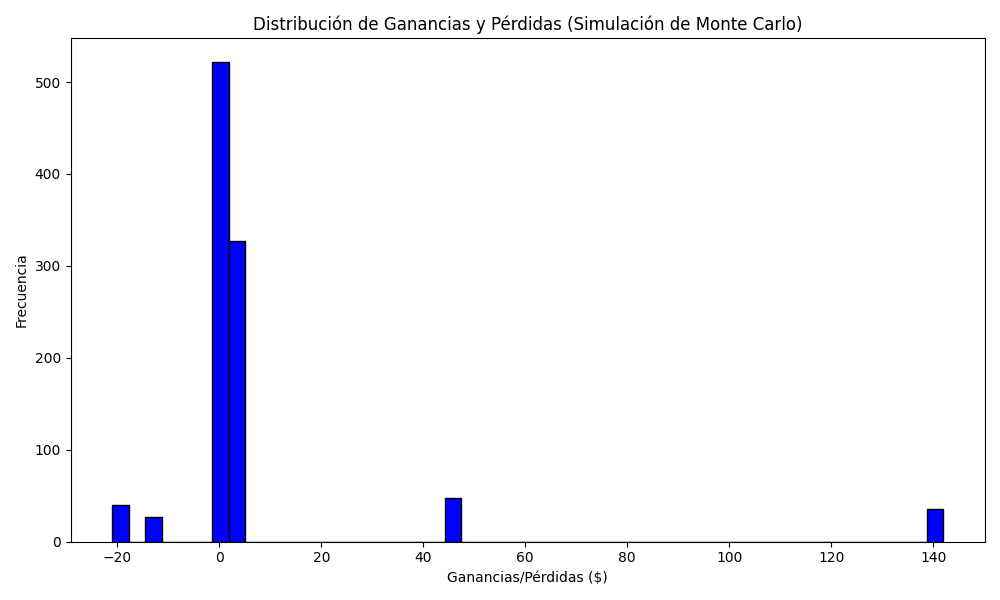 Distribución de Ganancias y Pérdidas (Simulación de Monte Carlo)
500
400
300
200
100
0
Frecuencia
−20 0 20 40 60 80 100 120 140
Ganancias/Pérdidas ($)